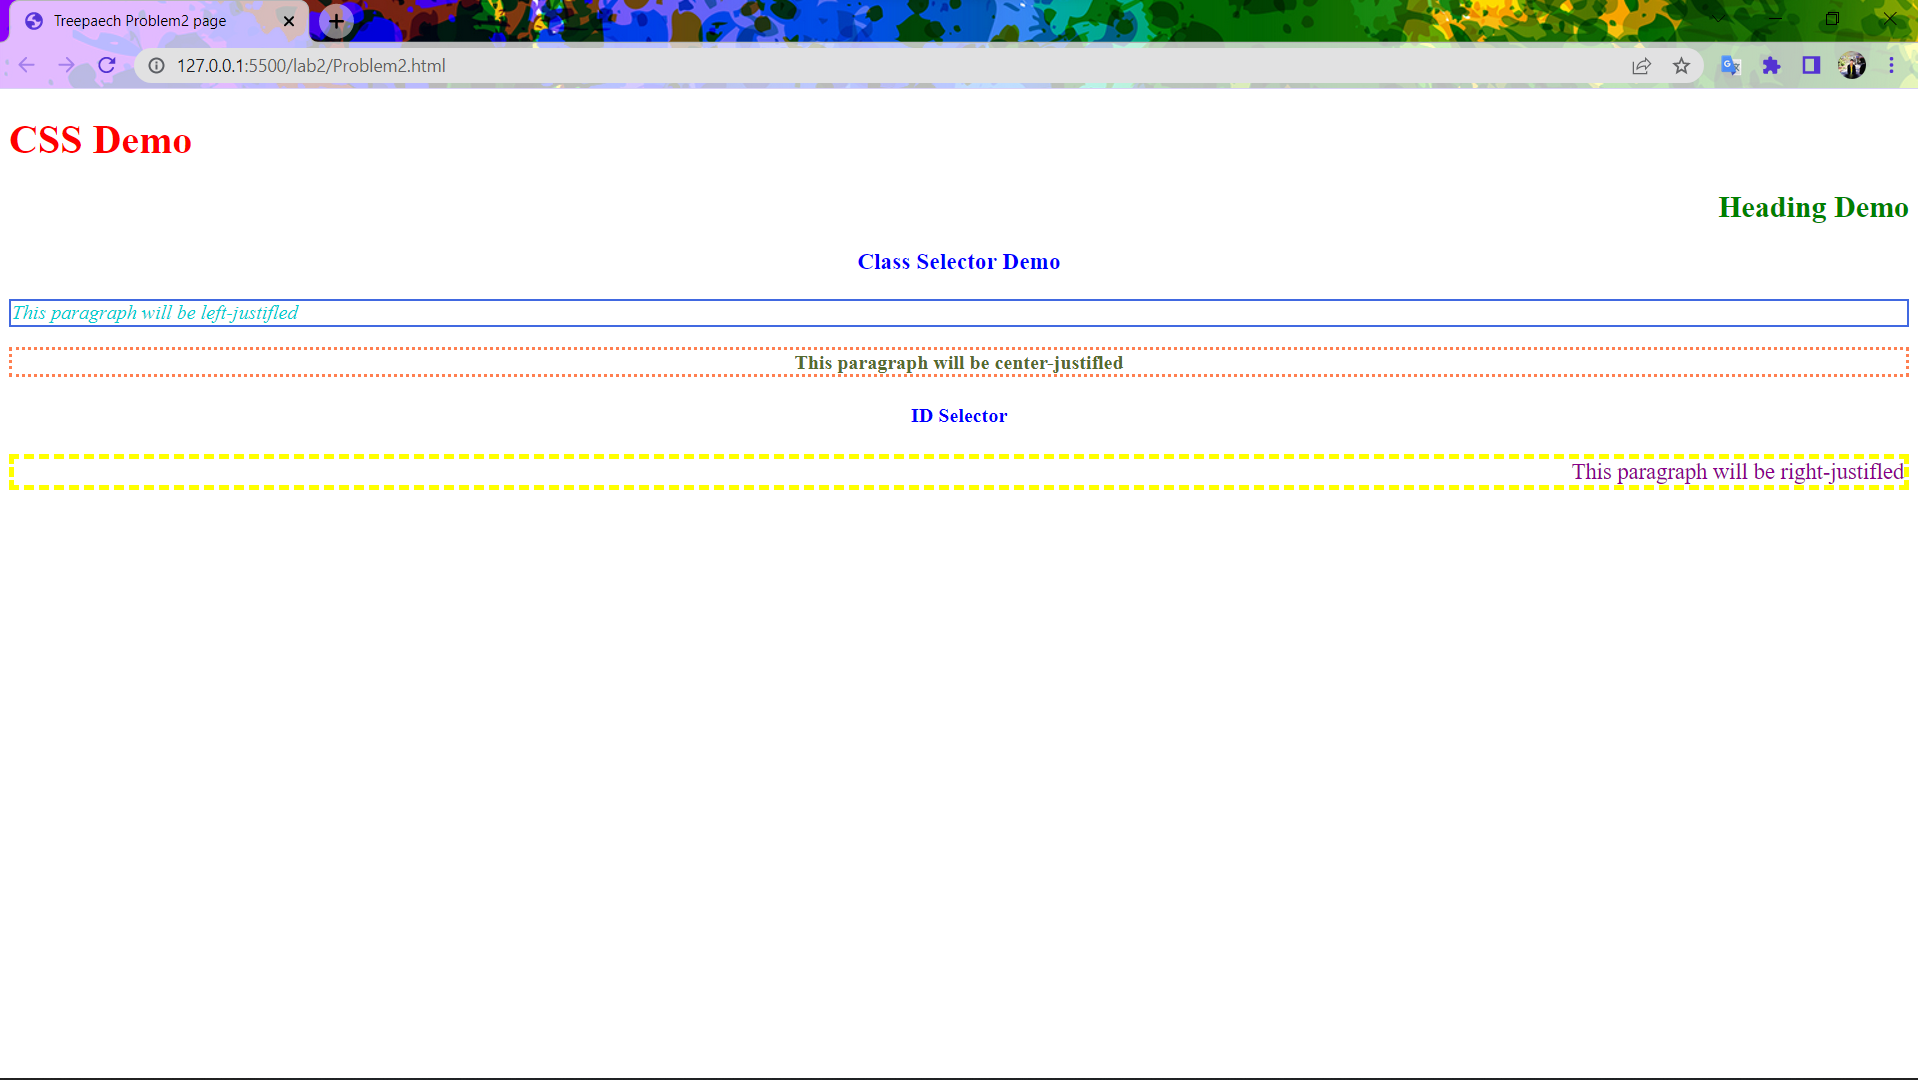 Treepaech Problem2 page
127.0.0.1:5500/lab2/Problem2.html
CSS Demo
Heading Demo
Class Selector Demo
This paragraph will be left-justifled
This paragraph will be center-justifled
ID Selector
This paragraph will be right-justifled